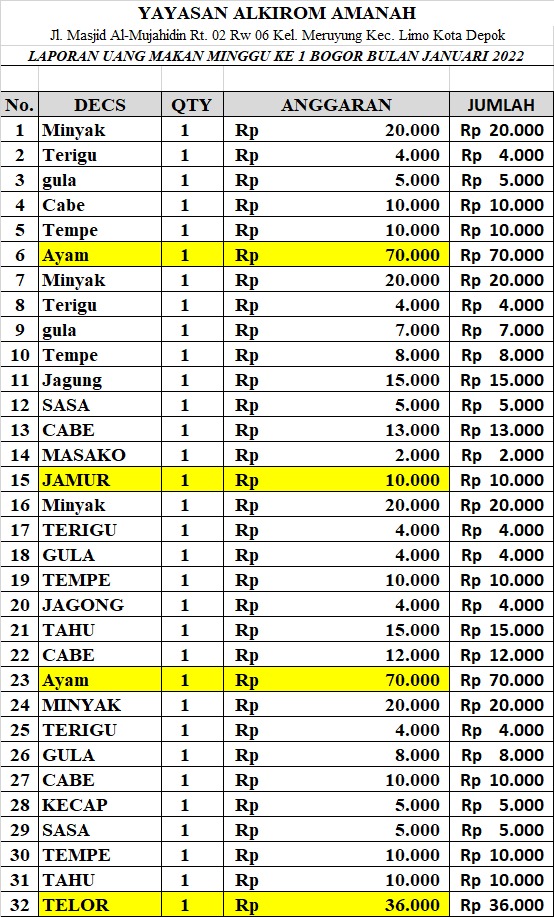 YAYASAN ALKIROM AMANAH
Jl. Masjid Al-Mujahidin Rt. 02 Rw 06 Kel. Meruyung Kec. Limo Kota Depok
LAPORAN UANG MAKAN MINGGU KE 1 BOGOR BULAN JANUARI 2022
No. DECS QTY ANGGARAN JUMLAH
1 Minyak 1 Rp 20.000 Rp 20.000
2 Terigu 1 Rp 4.000 Rp 4.000
3 gula 1 Rp 5.000 Rp 5.000
4 Cabe 1 Rp 10.000 Rp 10.000
5 Tempe 1 Rp 10.000 Rp 10.000
6 Ayam 1 Rp 70.000 Rp 70.000
7 Minyak 1 Rp 20.000 Rp 20.000
8 Terigu 1 Rp 4.000 Rp 4.000
9 gula 1 Rp 7.000 Rp 7.000
10 Tempe 1 Rp 8.000 Rp 8.000
11 Jagung 1 Rp 15.000 Rp 15.000
12 SASA 1 Rp 5.000 Rp 5.000
13 CABE 1 Rp 13.000 Rp 13.000
14 MASAKO 1 Rp 2.000 Rp 2.000
15 JAMUR 1 Rp 10.000 Rp 10.000
16 Minyak 1 Rp 20.000 Rp 20.000
17 TERIGU 1 Rp 4.000 Rp 4.000
18 GULA 1 Rp 4.000 Rp 4.000
19 TEMPE 1 Rp 10.000 Rp 10.000
20 JAGONG 1 Rp 4.000 Rp 4.000
21 TAHU 1 Rp 15.000 Rp 15.000
22 CABE 1 Rp 12.000 Rp 12.000
23 Ayam 1 Rp 70.000 Rp 70.000
24 MINYAK 1 Rp 20.000 Rp 20.000
25 TERIGU 1 Rp 4.000 Rp 4.000
26 GULA 1 Rp 8.000 Rp 8.000
27 CABE 1 Rp 10.000 Rp 10.000
28 KECAP 1 Rp 5.000 Rp 5.000
29 SASA 1 Rp 5.000 Rp 5.000
30 TEMPE 1 Rp 10.000 Rp 10.000
31 TAHU 1 Rp 10.000 Rp 10.000
32 TELOR 1 Rp 36.000 Rp 36.000